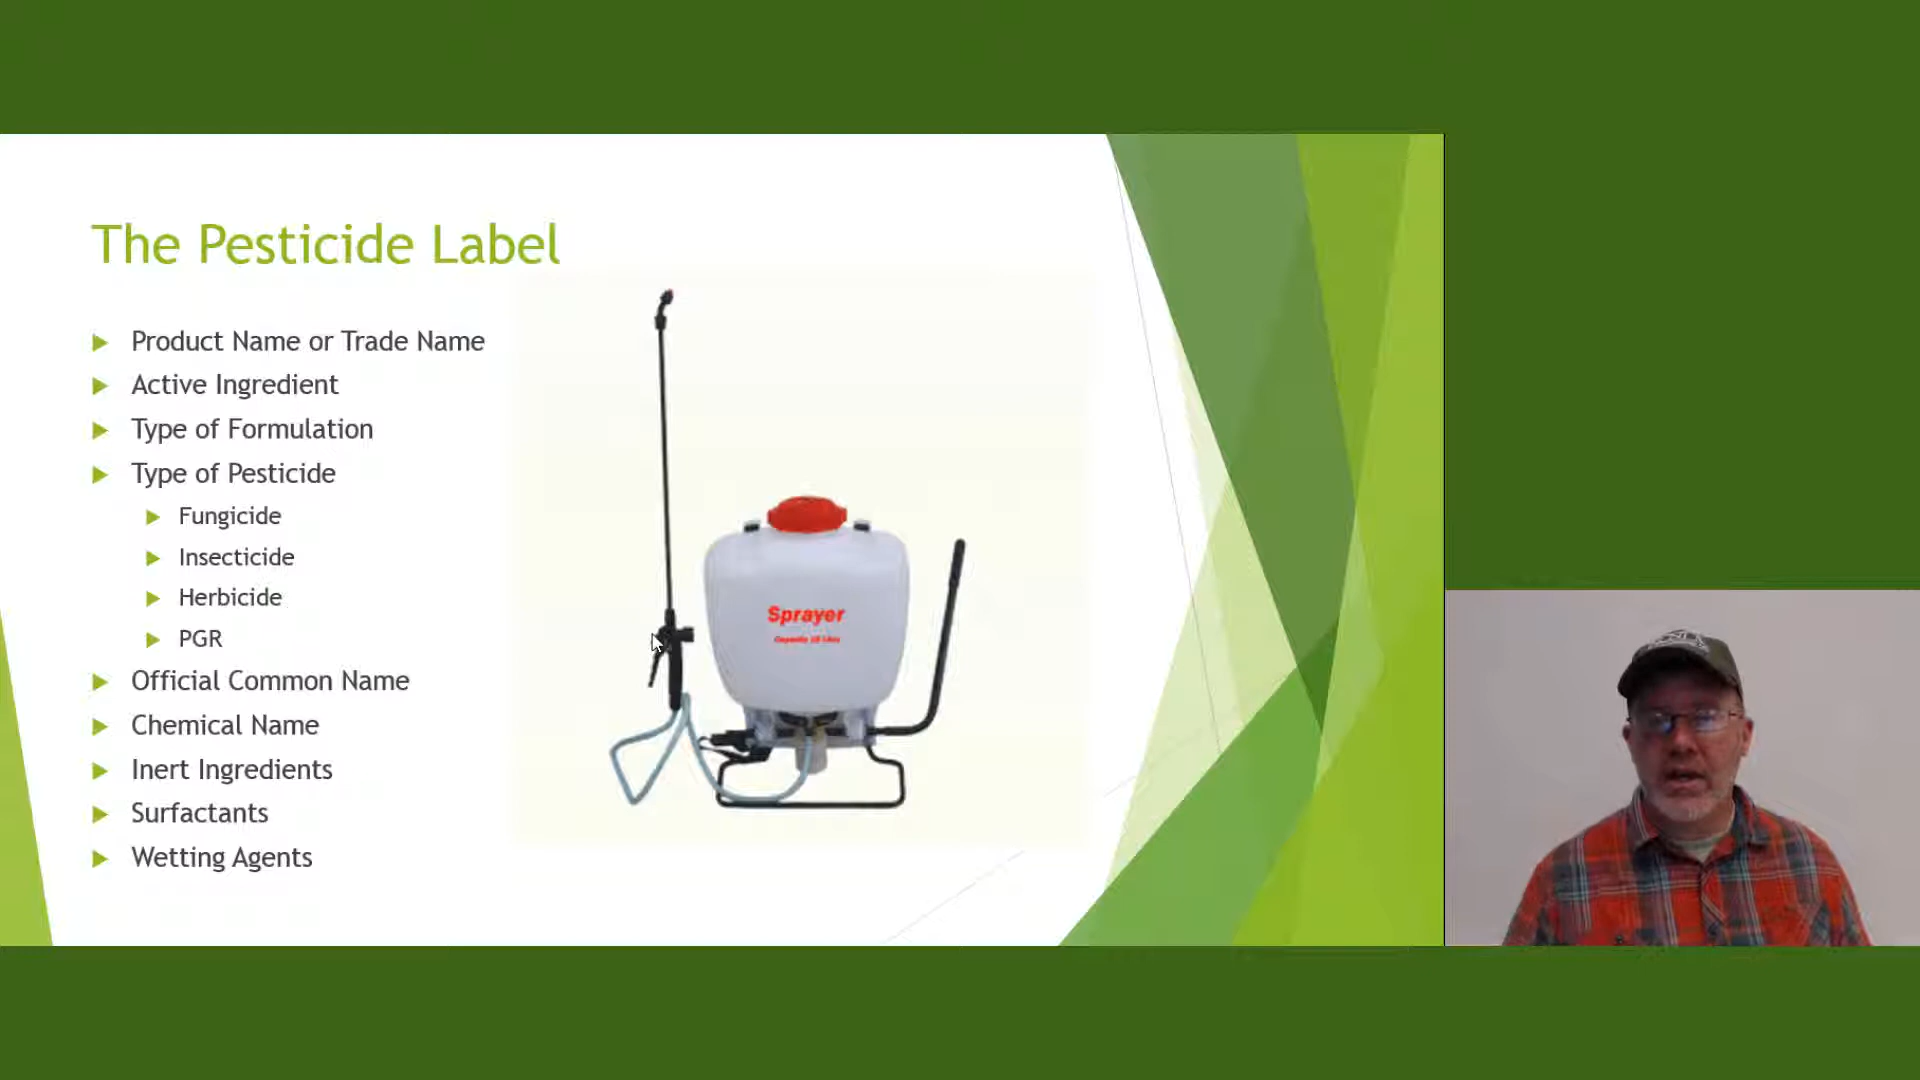 The Pesticide Label
Product Name or Trade Name
Active Ingredient
Type of Formulation
Type of Pesticide
Fungicide
Insecticide
Herbicide
PGR
Official Common Name
Chemical Name
Inert Ingredients
Surfactants
Wetting Agents
Sprayer